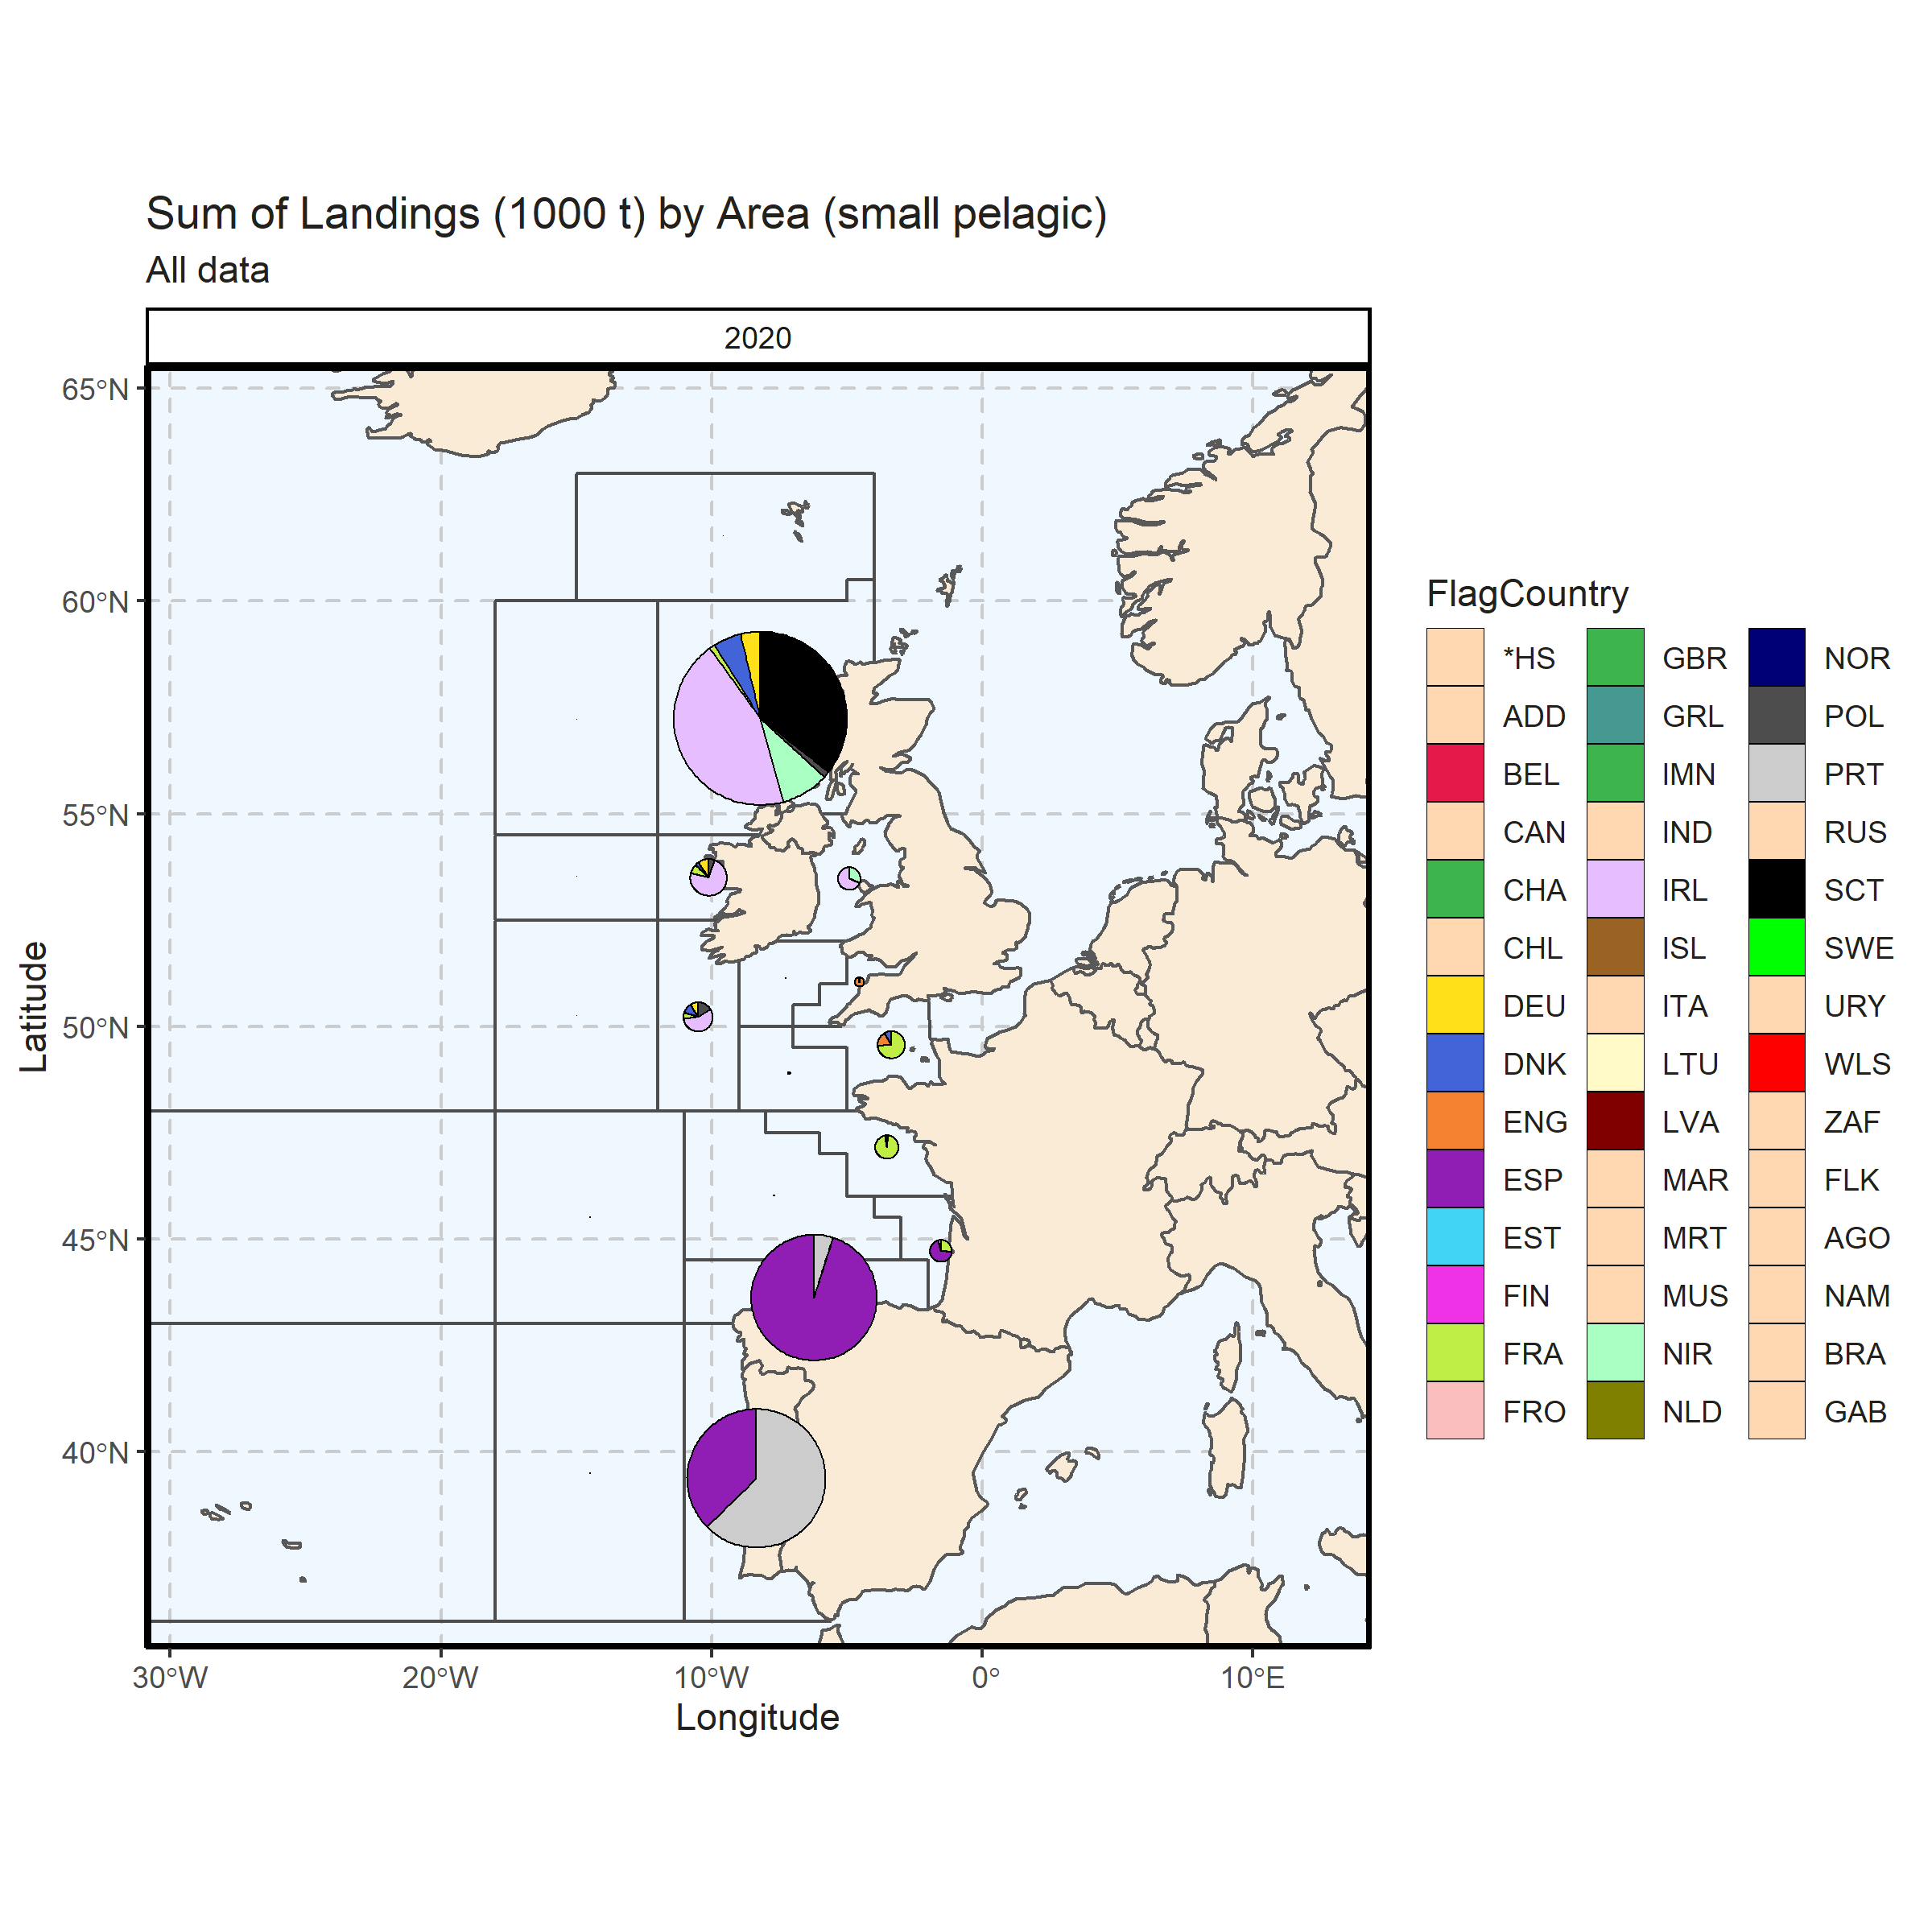 Sum of Landings (1000 t) by Area (small pelagic)
All data
2020
65°N
60°N
55°N
50°N
45°N
40°N
Latitude
30°W
20°W
10°W
0°
10°E
Longitude
FlagCountry
*HS
ADD
BEL
CAN
CHA
CHL
DEU
DNK
ENG
ESP
EST
FIN
FRA
FRO
GBR
GRL
IMN
IND
IRL
ISL
ITA
LTU
LVA
MAR
MRT
MUS
NIR
NLD
NOR
POL
PRT
RUS
SCT
SWE
URY
WLS
ZAF
FLK
AGO
NAM
BRA
GAB